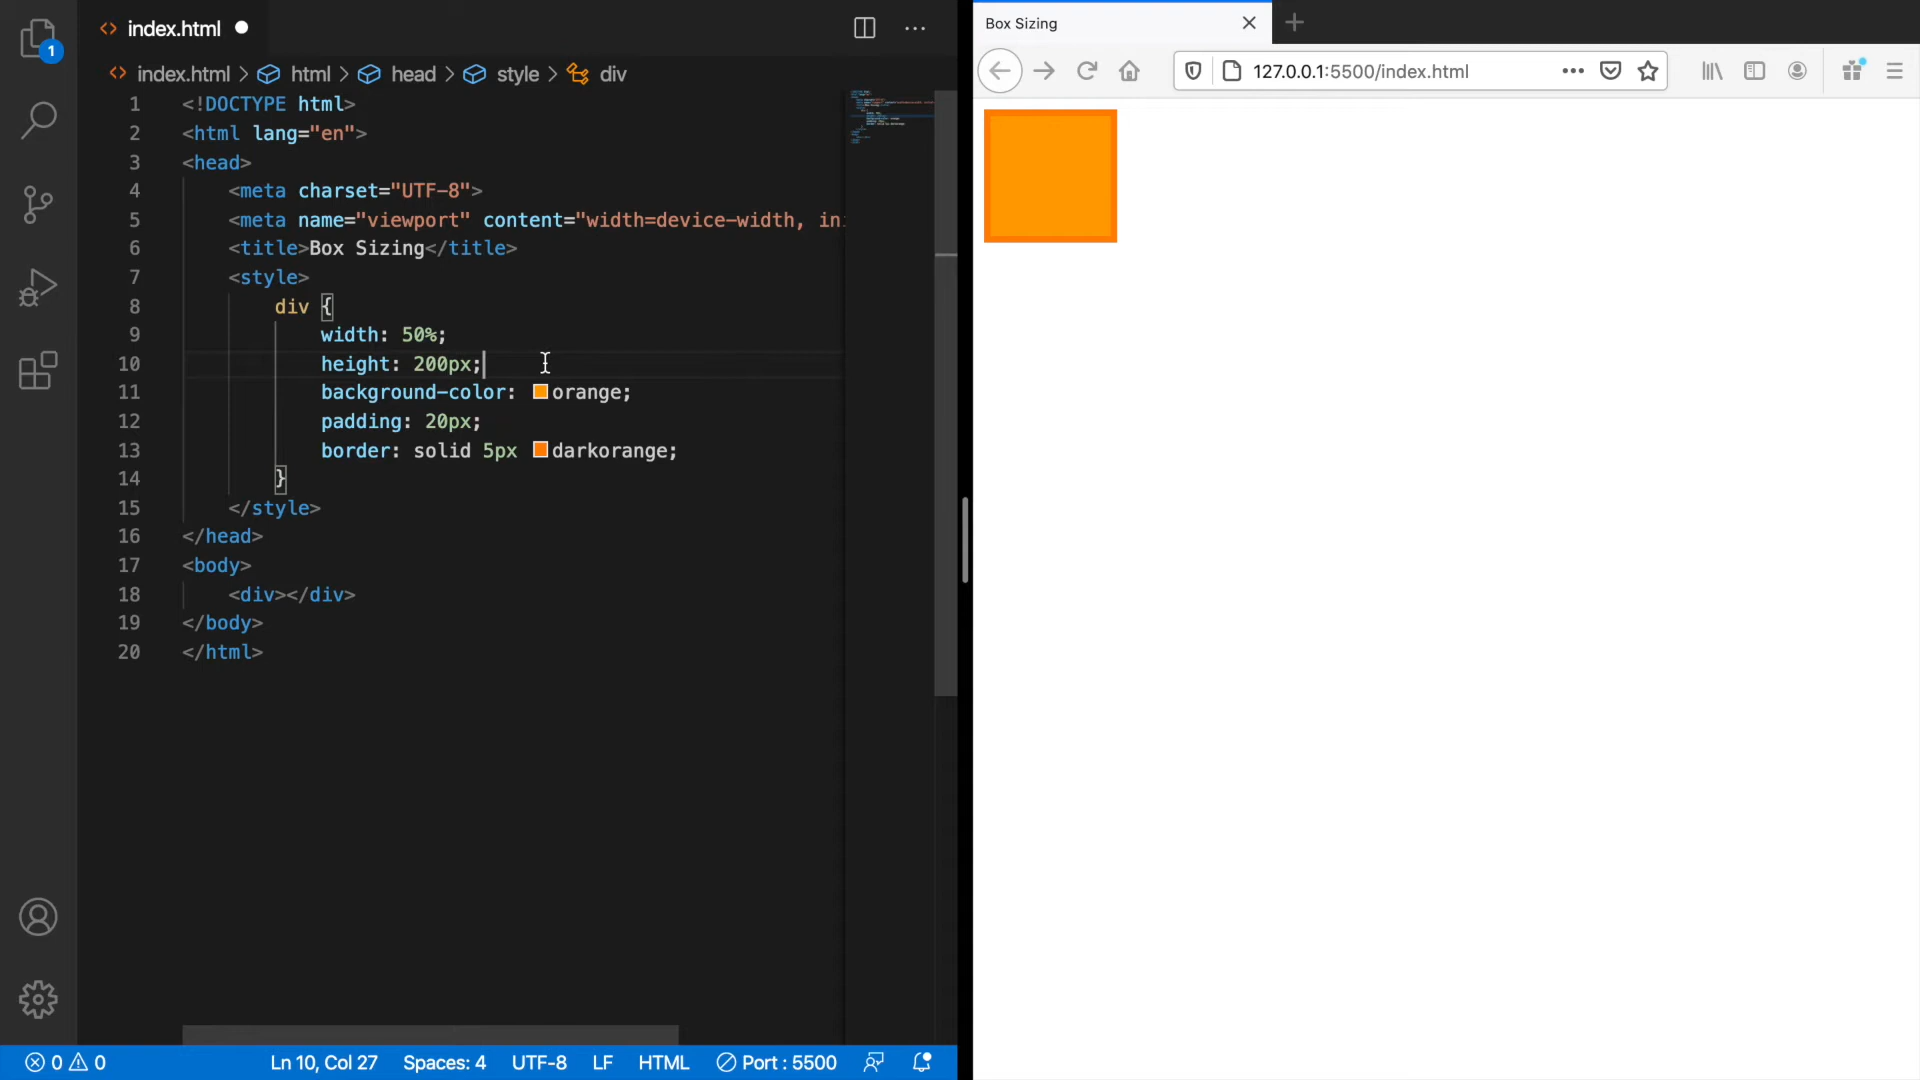 index.html
index.html > html > head > style > div
1 <!DOCTYPE html>
2 <html lang="en">
3 <head>
4 <meta charset="UTF-8">
5 <meta name="viewport" content="width=device-width, in
6 <title>Box Sizing</title>
7 <style>
8 div {
9 width: 50%;
10 height: 200px;
11 background-color: orange;
12 padding: 20px;
13 border: solid 5px darkorange;
14 }
15 </style>
16 </head>
17 <body>
18 <div></div>
19 </body>
20 </html>
1
0 0 Ln 10, Col 27 Spaces: 4 UTF-8 LF HTML Port : 5500
Box Sizing
127.0.0.1:5500/index.html